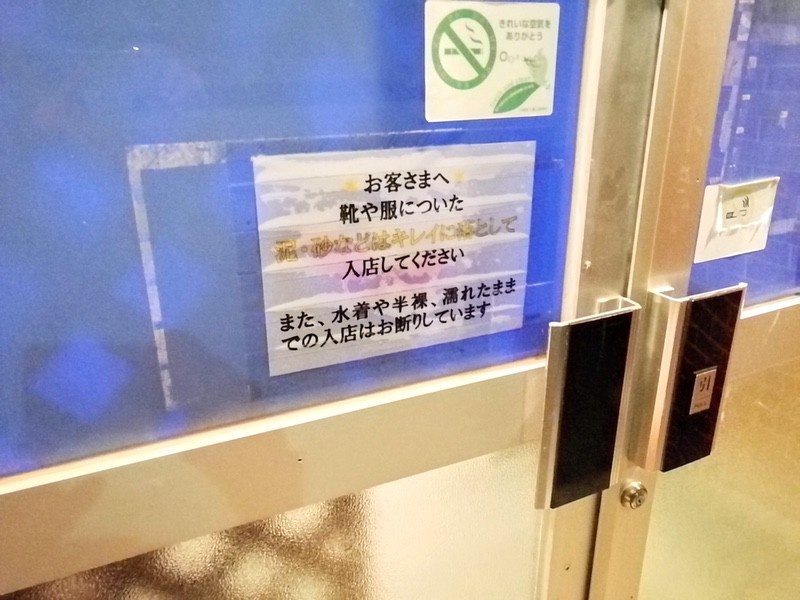 きれいな空気を
ありがとう
お客さまへ
靴や服についた
泥・砂などはキレイに落として
入店してください
また、水着や半裸、濡れたまま
での入店はお断りしています
引
PULL